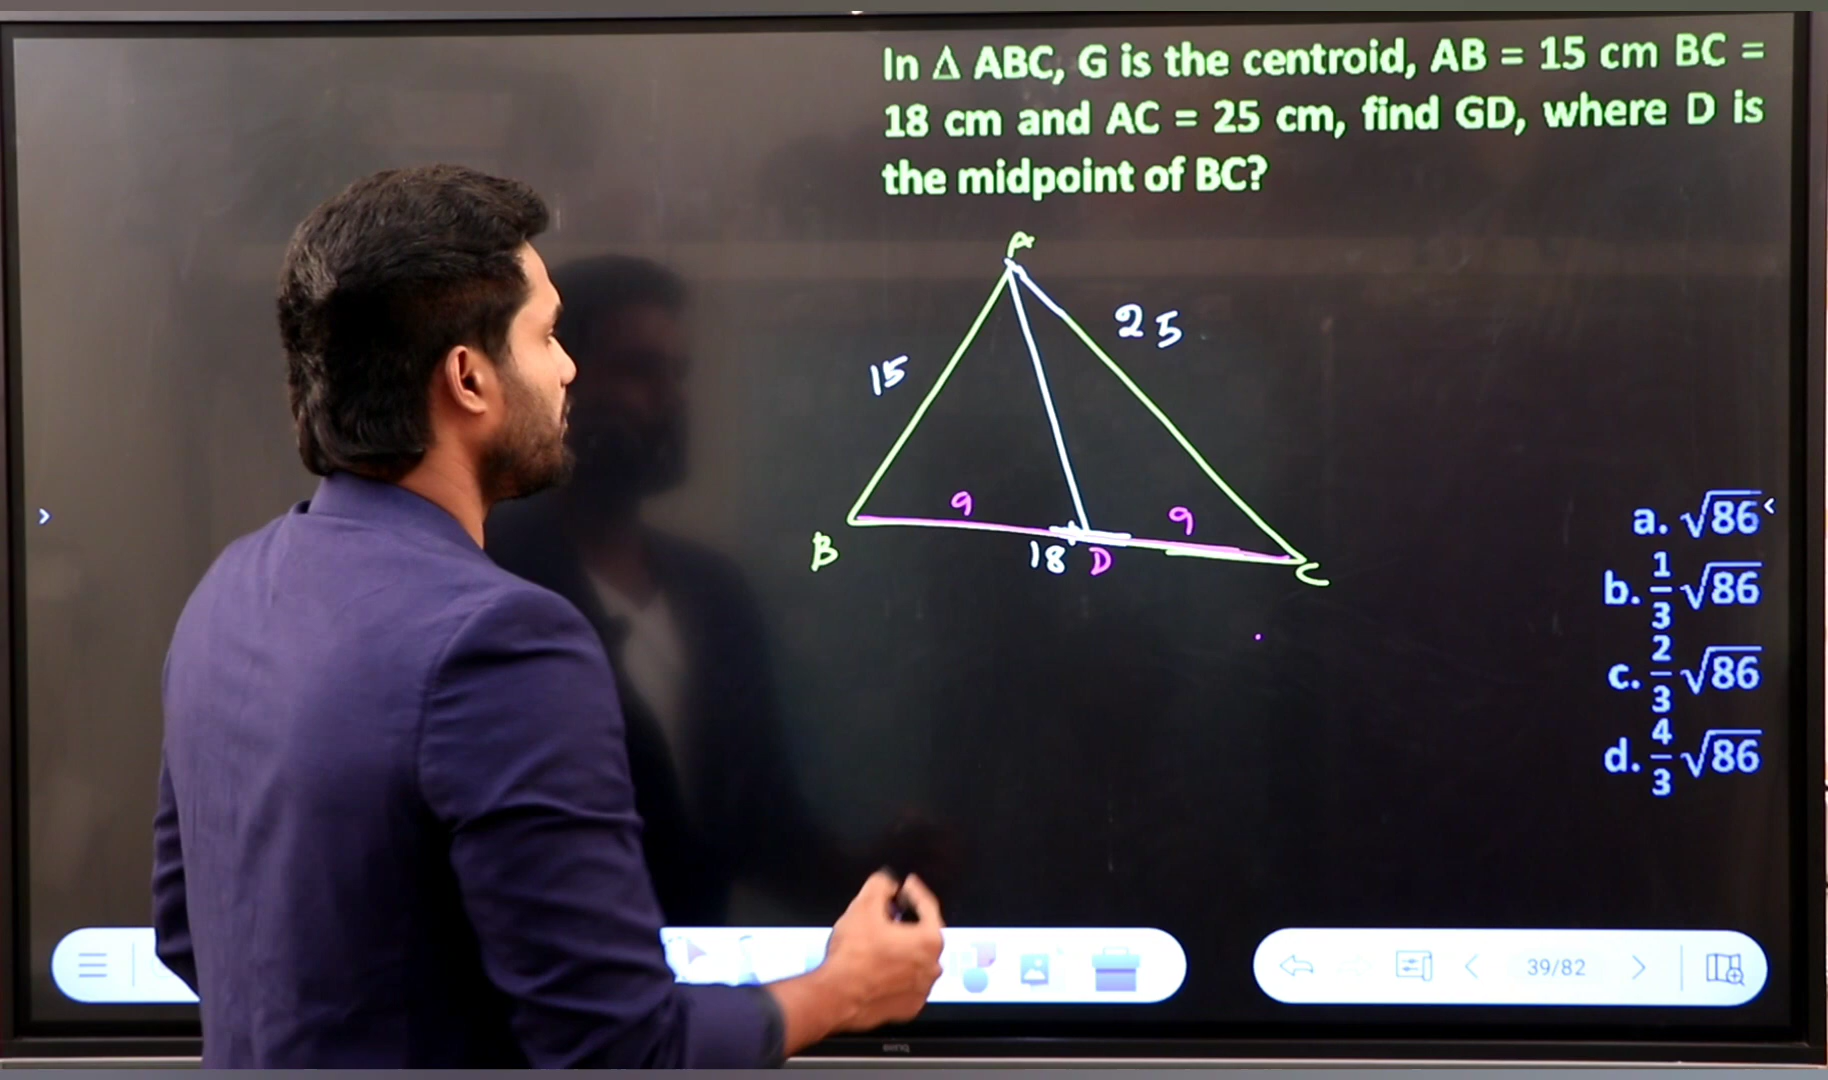 In Δ ABC, G is the centroid, AB = 15 cm BC =
18 cm and AC = 25 cm, find GD, where D is
the midpoint of BC?
A
25
15
9
9
B
18 D
C
a. √86
b. 1/3 √86
c. 2/3 √86
d. 4/3 √86
39/82
BenQ